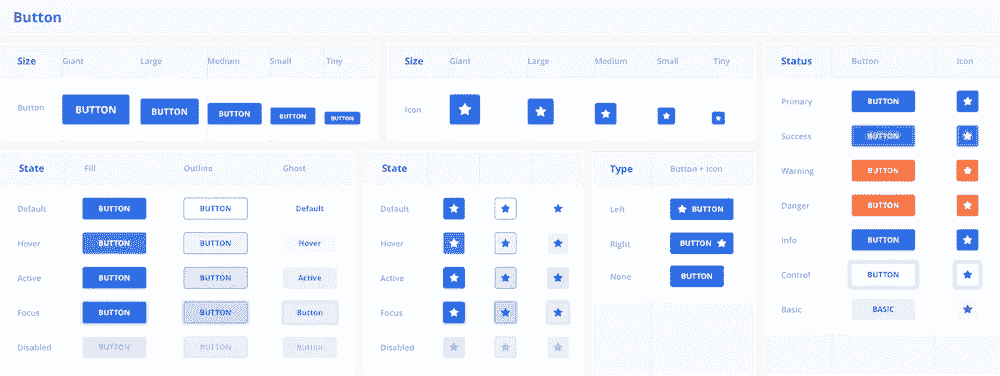 Button
Size Giant Large Medium Small Tiny
Button BUTTON BUTTON BUTTON BUTTON BUTTON
Size Giant Large Medium Small Tiny
Icon
State Fill Outline Ghost
Default BUTTON BUTTON Default
Hover BUTTON BUTTON Hover
Active BUTTON BUTTON Active
Focus BUTTON BUTTON Button
Disabled BUTTON BUTTON Button
State
Default
Hover
Active
Focus
Disabled
Type Button + Icon
Left BUTTON
Right BUTTON
None BUTTON
Status Button Icon
Primary BUTTON
Success BUTTON
Warning BUTTON
Danger BUTTON
Info BUTTON
Control BUTTON
Basic BASIC